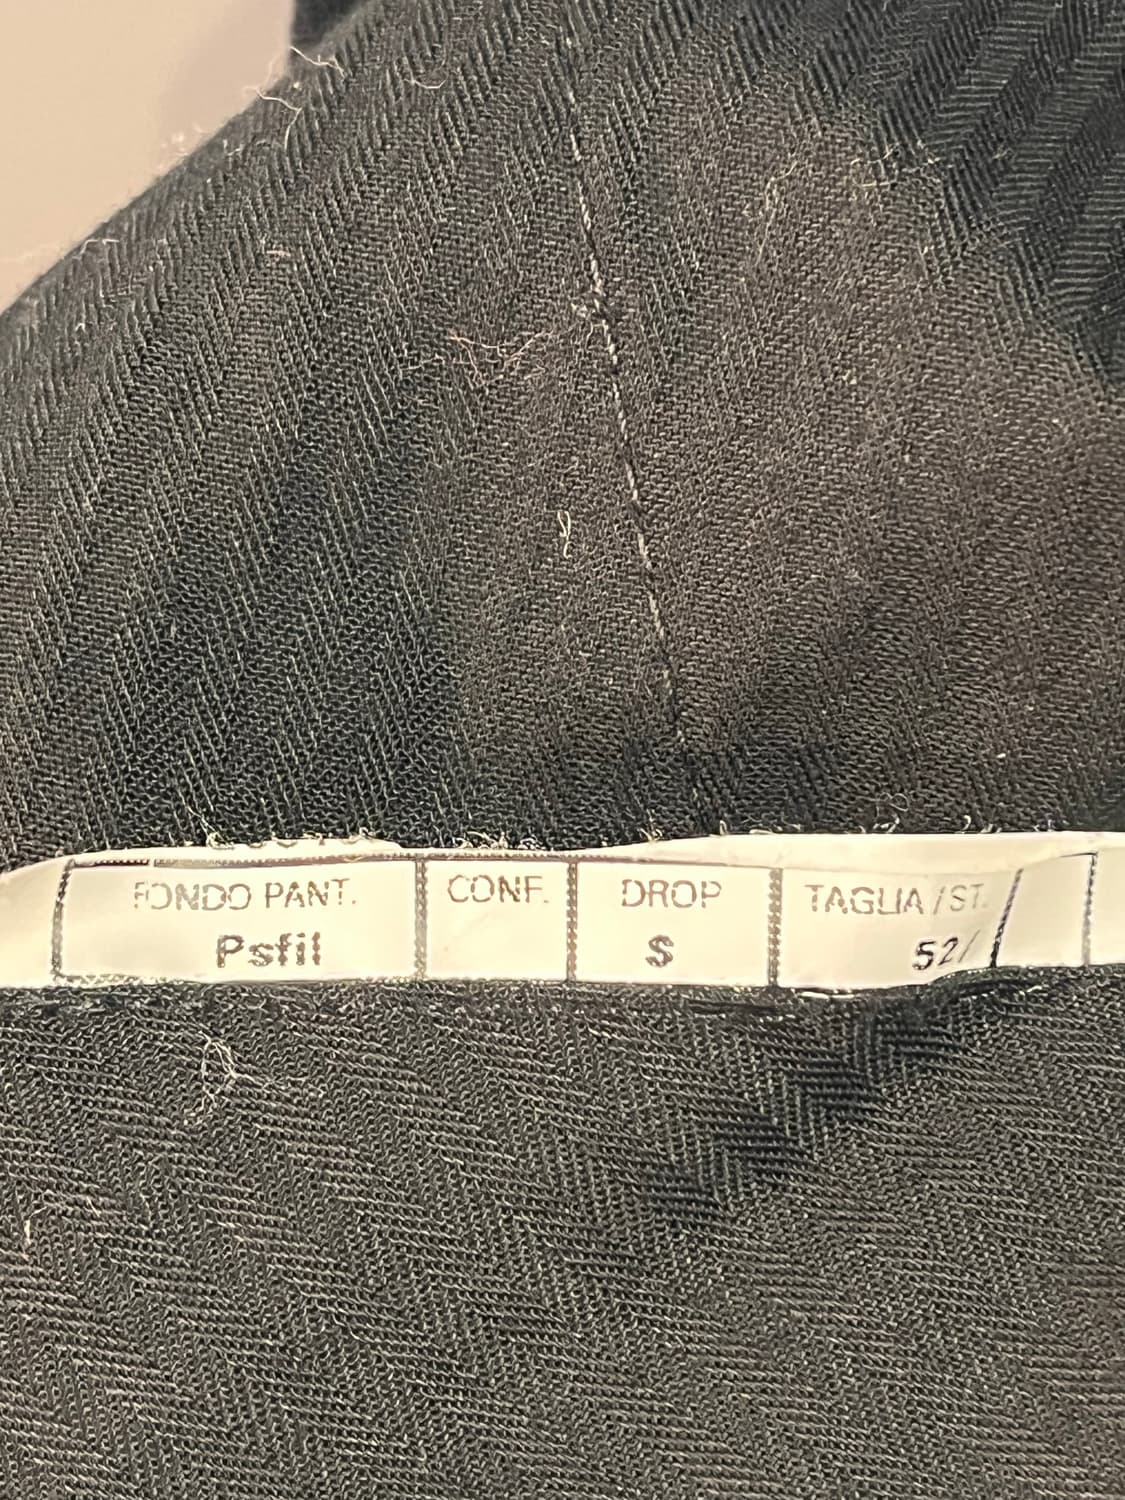 FONDO PANT. CONF. DROP TAGLIA / ST.
Psfil S 52/